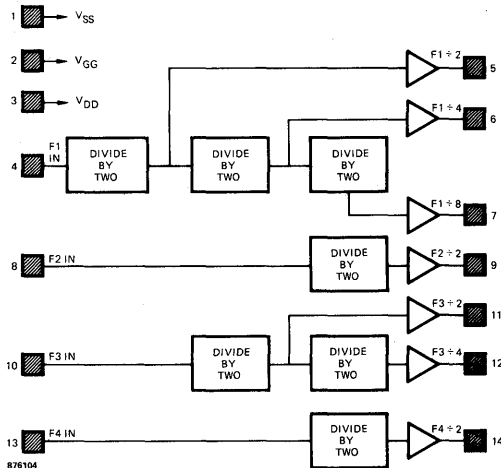 1 VSS
2 VGG
3 VDD
F1 ÷ 2 5
F1 ÷ 4 6
4 F1 IN
DIVIDE BY TWO
DIVIDE BY TWO
DIVIDE BY TWO
F1 ÷ 8 7
8 F2 IN
DIVIDE BY TWO
F2 ÷ 2 9
F3 ÷ 2 11
10 F3 IN
DIVIDE BY TWO
DIVIDE BY TWO
F3 ÷ 4 12
13 F4 IN
DIVIDE BY TWO
F4 ÷ 2 14
876104